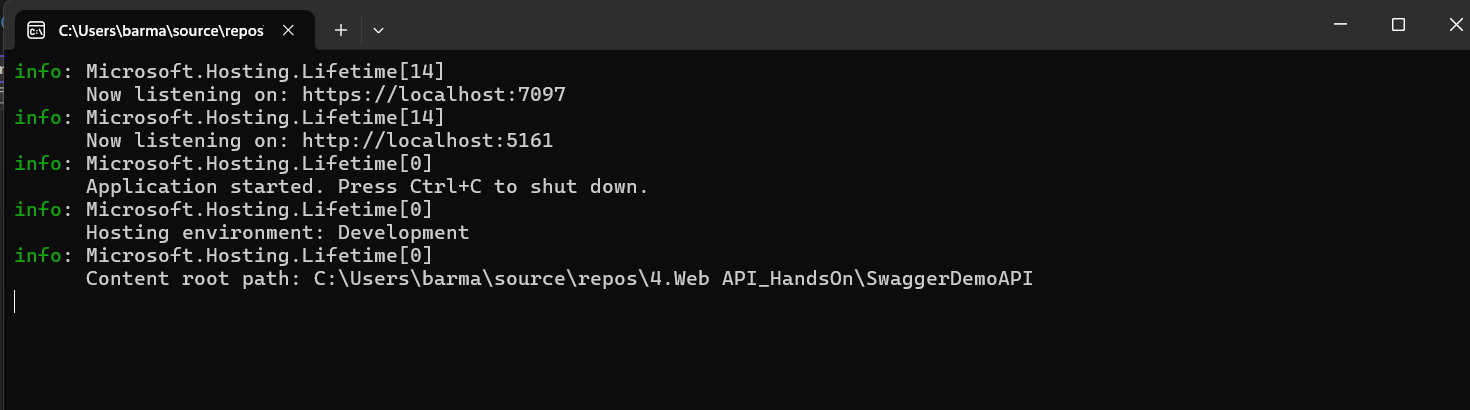 C:\Users\barma\source\repos
info: Microsoft.Hosting.Lifetime[14]
Now listening on: https://localhost:7097
info: Microsoft.Hosting.Lifetime[14]
Now listening on: http://localhost:5161
info: Microsoft.Hosting.Lifetime[0]
Application started. Press Ctrl+C to shut down.
info: Microsoft.Hosting.Lifetime[0]
Hosting environment: Development
info: Microsoft.Hosting.Lifetime[0]
Content root path: C:\Users\barma\source\repos\4.Web API_HandsOn\SwaggerDemoAPI